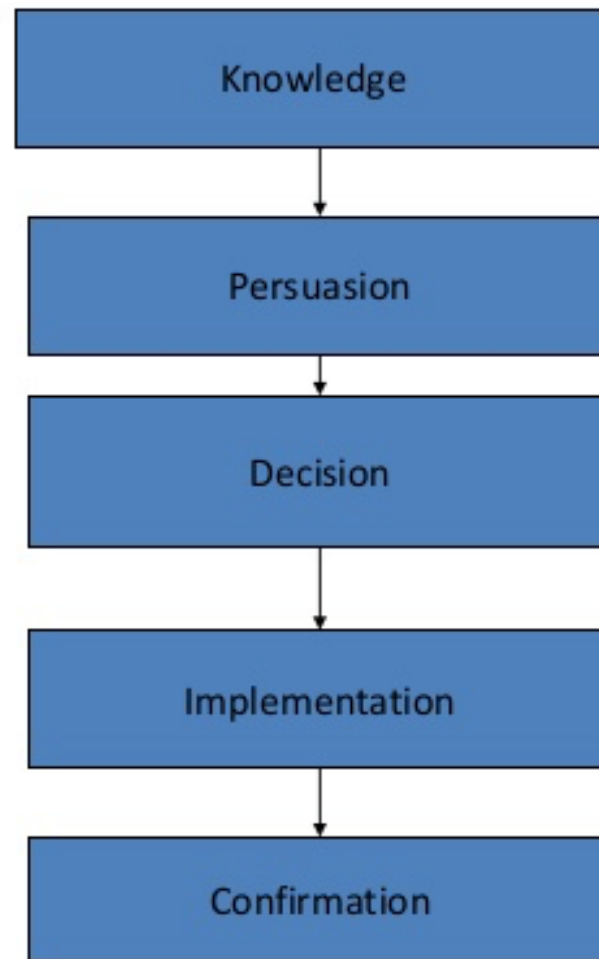 Knowledge
Persuasion
Decision
Implementation
Confirmation